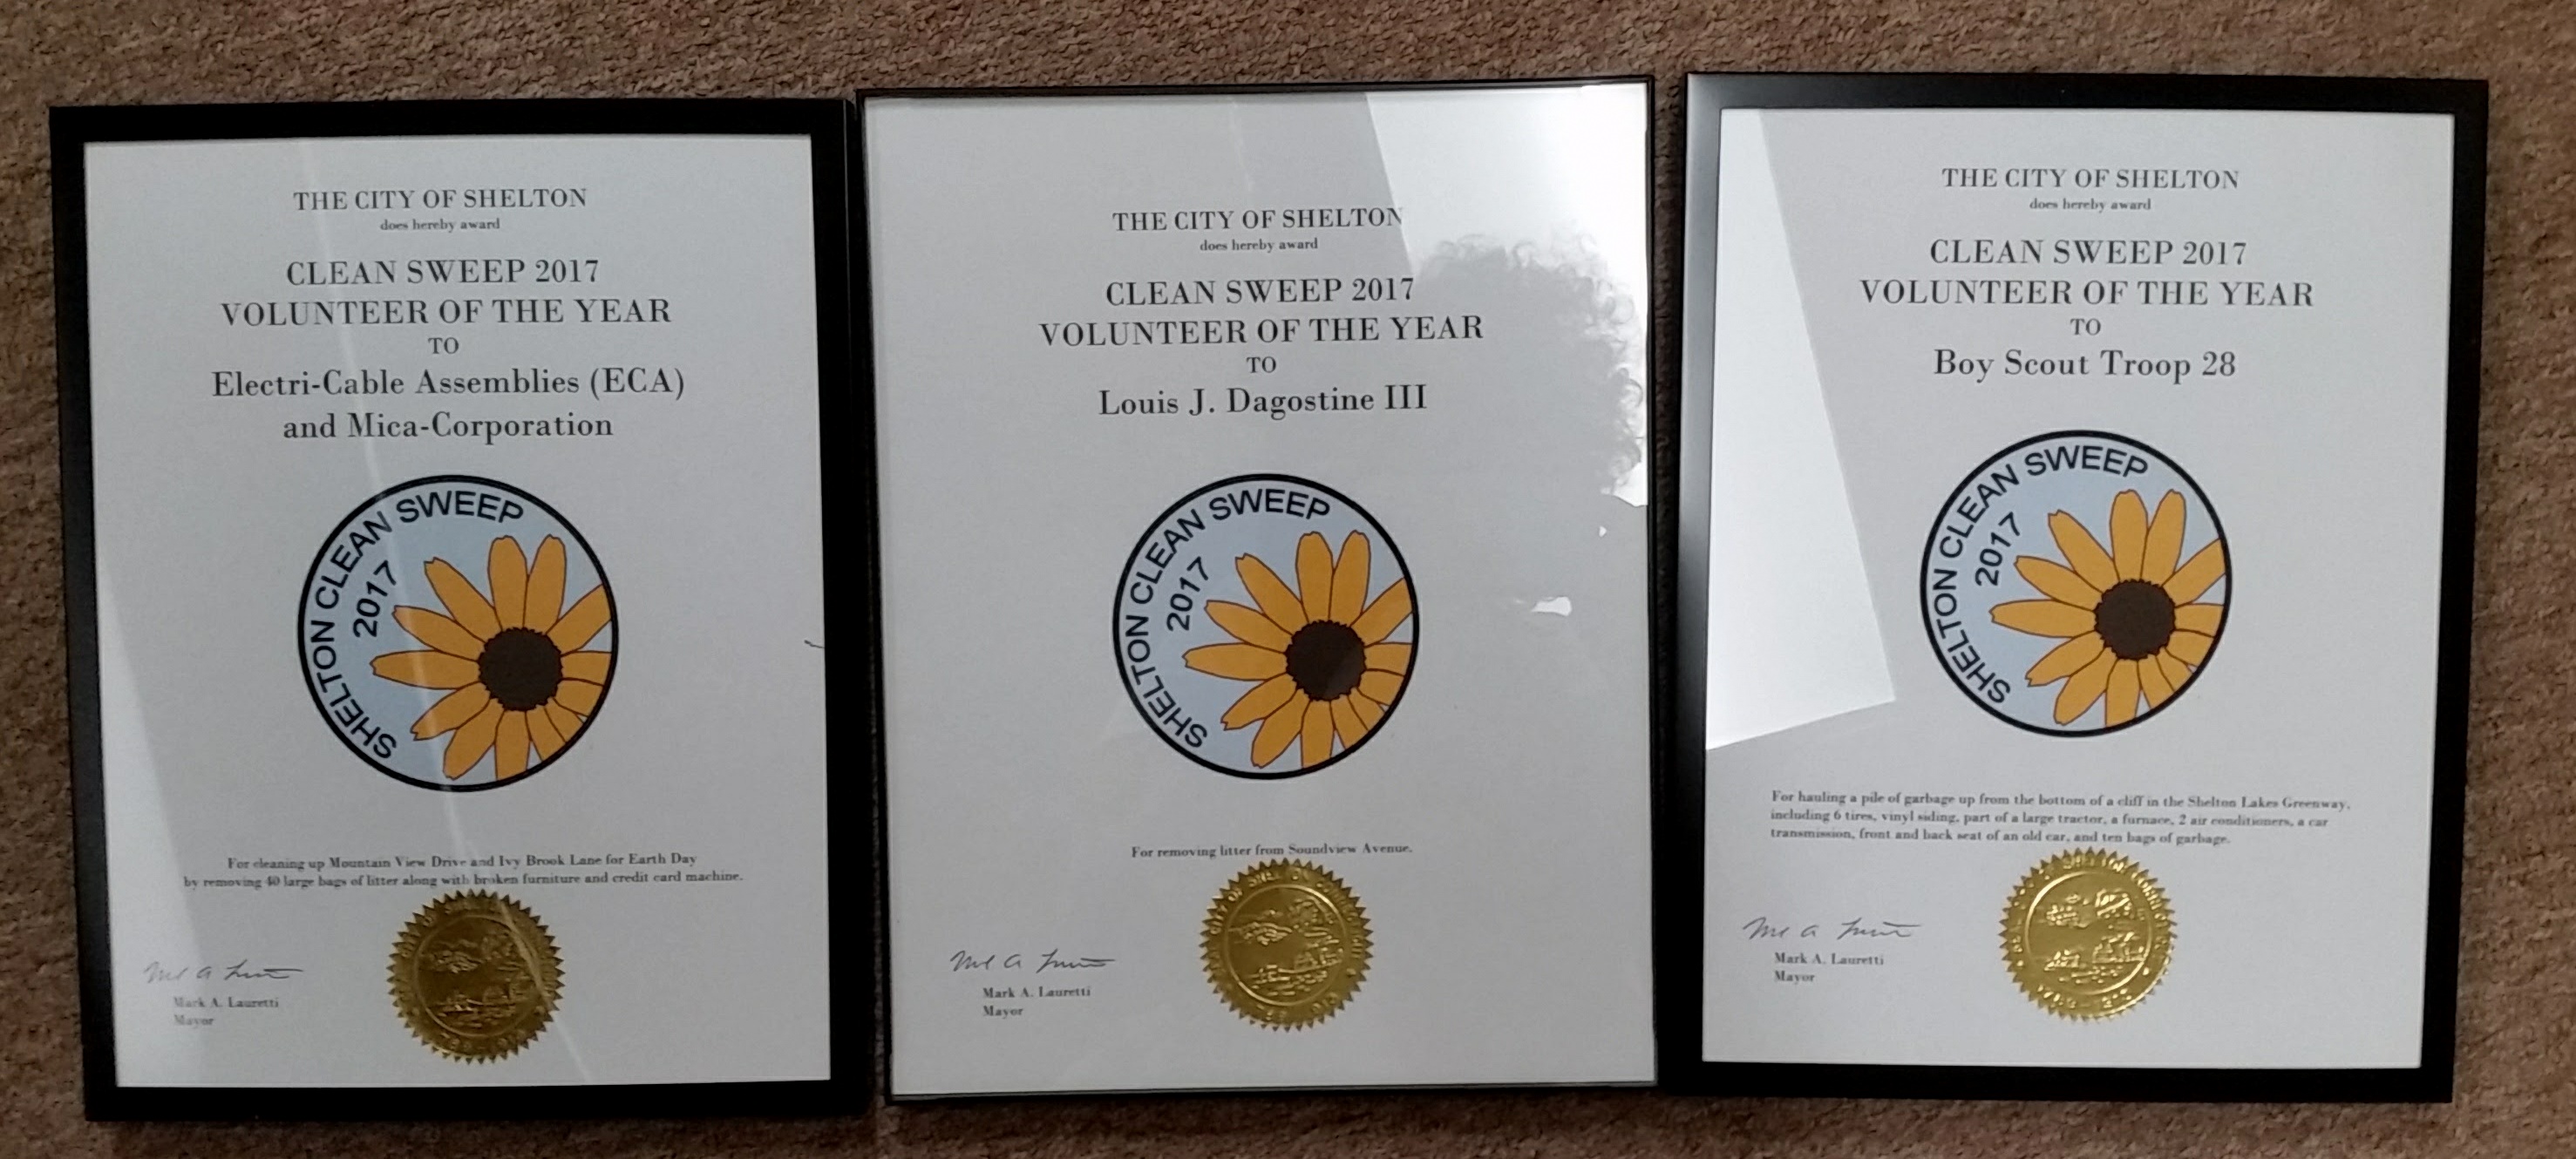 THE CITY OF SHELTON
does hereby award
CLEAN SWEEP 2017
VOLUNTEER OF THE YEAR
TO
Electri-Cable Assemblies (ECA)
and Mica-Corporation
SHELTON CLEAN SWEEP
2017
For cleaning up Mountain View Drive and Ivy Brook Lane for Earth Day
by removing 40 large bags of litter along with broken furniture and credit card machine.
Mark A. Lauretti
Mayor
THE CITY OF SHELTON
does hereby award
CLEAN SWEEP 2017
VOLUNTEER OF THE YEAR
TO
Louis J. Dagostine III
SHELTON CLEAN SWEEP
2017
For removing litter from Soundview Avenue.
CITY OF SHELTON
Mark A. Lauretti
Mayor
THE CITY OF SHELTON
does hereby award
CLEAN SWEEP 2017
VOLUNTEER OF THE YEAR
TO
Boy Scout Troop 28
SHELTON CLEAN SWEEP
2017
For hauling a pile of garbage up from the bottom of a cliff in the Shelton Lakes Greenway,
including 6 tires, vinyl siding, part of a large tractor, a furnace, 2 air conditioners, a car
transmission, front and back seat of an old car, and ten bags of garbage.
Mark A. Lauretti
Mayor